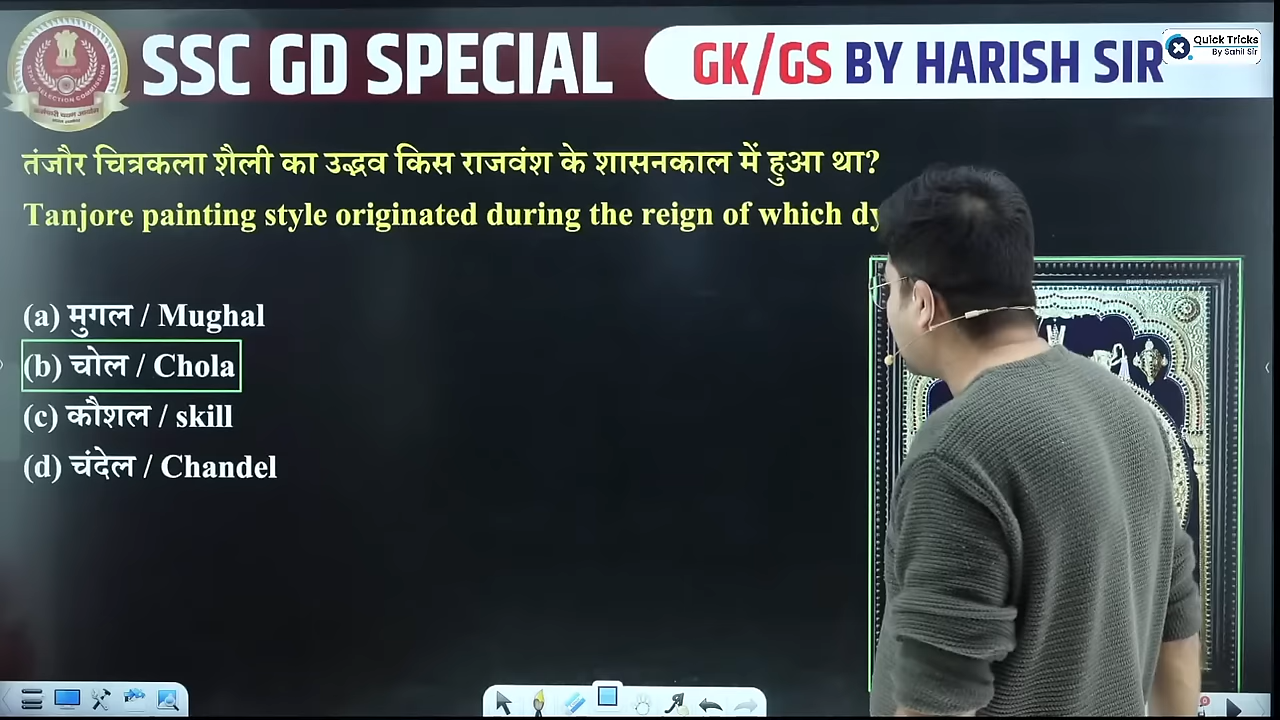 SSC GD SPECIAL
GK/GS BY HARISH SIR
Quick Tricks
By Sahil Sir
तंजौर चित्रकला शैली का उद्भव किस राजवंश के शासनकाल में हुआ था?
Tanjore painting style originated during the reign of which
(a) मुगल / Mughal
(b) चोल / Chola
(c) कौशल / skill
(d) चंदेल / Chandel